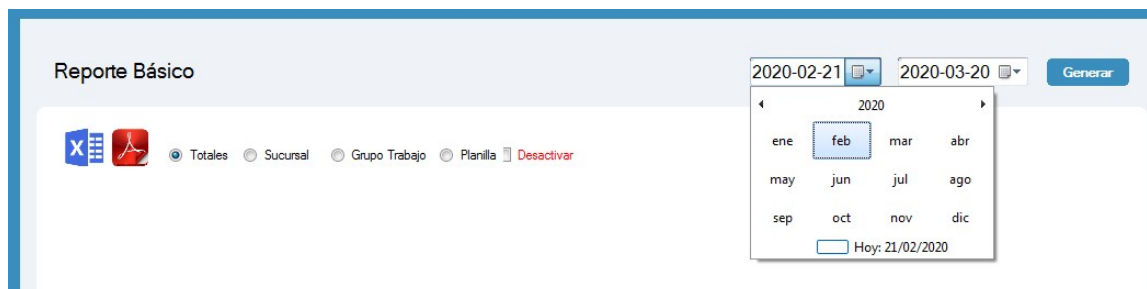 Reporte Básico
2020-02-21 2020-03-20 Generar
2020
ene feb mar abr
X Totales Sucursal Grupo Trabajo Planilla Desactivar
may jun jul ago
sep oct nov dic
Hoy: 21/02/2020